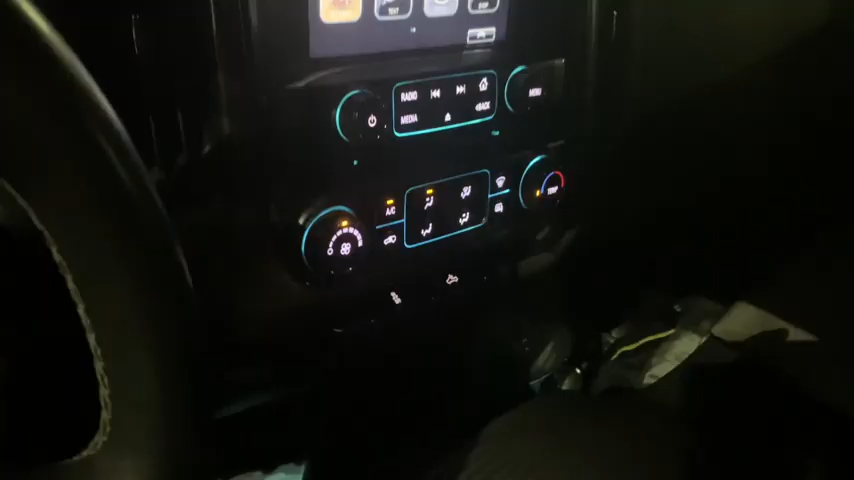 TEXT
RADIO
MENU
MEDIA
BACK
A/C
TEMP